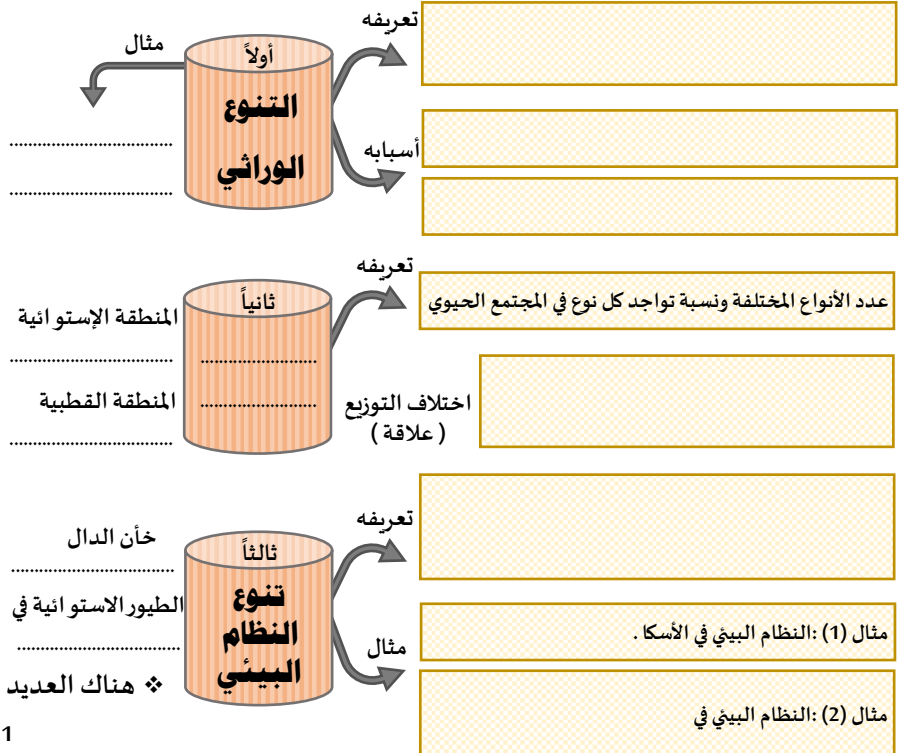 تعريفه
مثال
أولاً
التنوع
الوراثي
أسبابه
................................
................................
تعريفه
ثانياً
عدد الأنواع المختلفة ونسبة تواجد كل نوع في المجتمع الحيوي
المنطقة الإستوائية
................................
.......................
المنطقة القطبية
.......................
اختلاف التوزيع
( علاقة )
................................
تعريفه
ثالثاً
تنوع
النظام
البيئي
خأن الدال
................................
الطيور الاستوائية في
................................
مثال
مثال (1) :النظام البيئي في الأسكا .
❖ هناك العديد
مثال (2) :النظام البيئي في
1